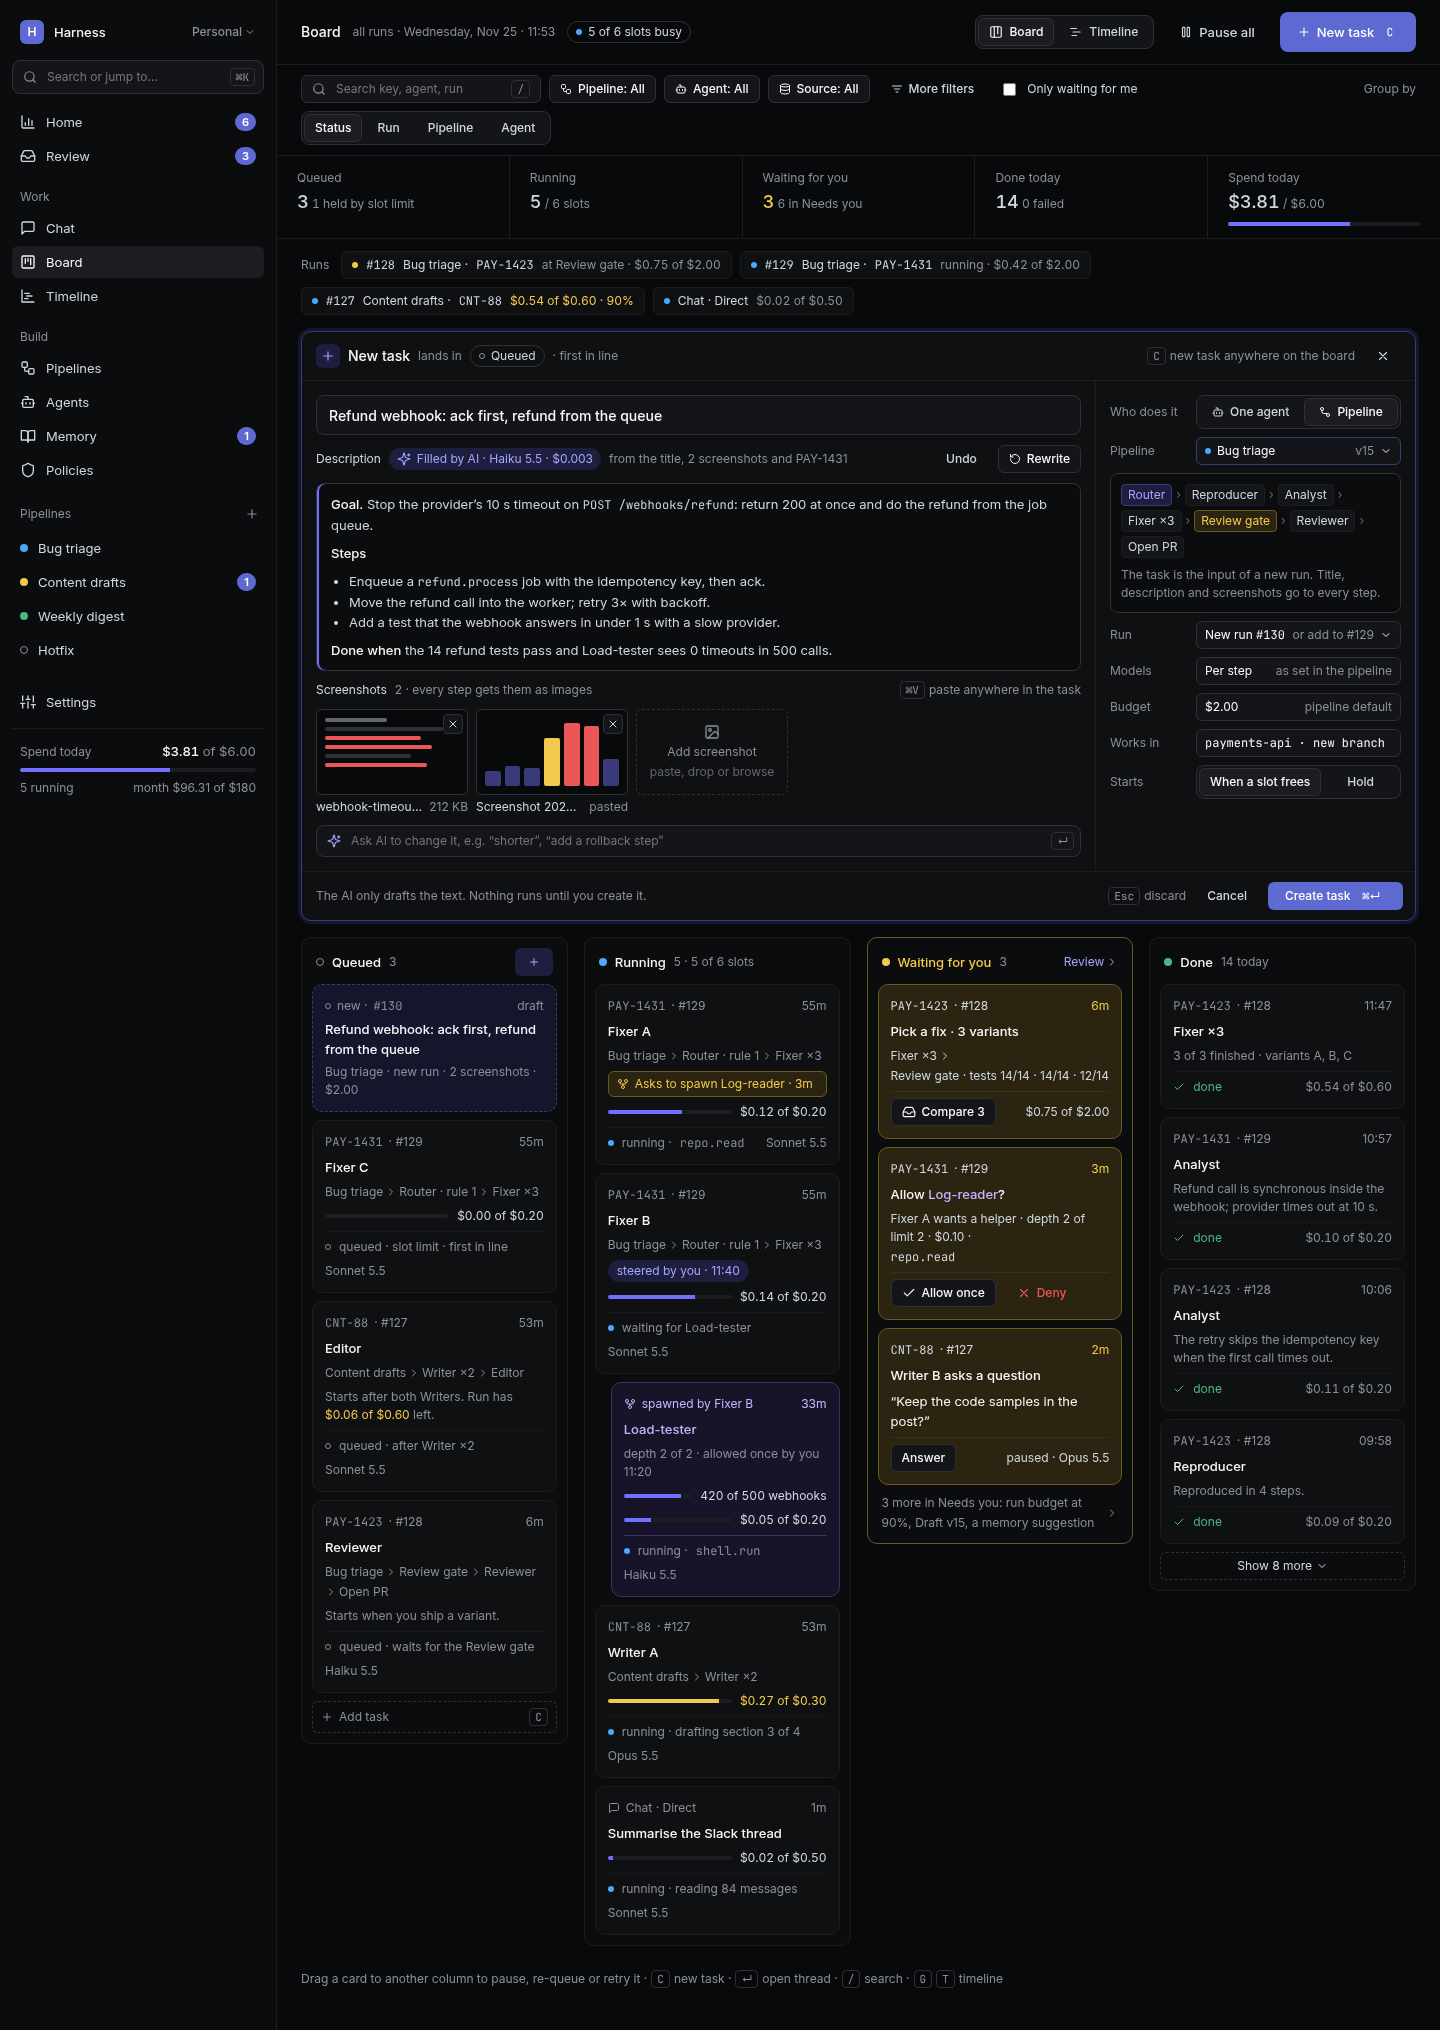 H Harness Personal
Search or jump to... ⌘K
Home 6
Review 3
Work
Chat
Board
Timeline
Build
Pipelines
Agents
Memory 1
Policies
Pipelines
Bug triage
Content drafts 1
Weekly digest
Hotfix
Settings
Spend today $3.81 of $6.00
5 running month $96.31 of $180
Board all runs · Wednesday, Nov 25 · 11:53 5 of 6 slots busy Board Timeline Pause all New task C
Search key, agent, run / Pipeline: All Agent: All Source: All More filters Only waiting for me Group by
Status Run Pipeline Agent
Queued
3 1 held by slot limit
Running
5 / 6 slots
Waiting for you
3 6 in Needs you
Done today
14 0 failed
Spend today
$3.81 / $6.00
Runs #128 Bug triage · PAY-1423 at Review gate · $0.75 of $2.00 #129 Bug triage · PAY-1431 running · $0.42 of $2.00
#127 Content drafts · CNT-88 $0.54 of $0.60 · 90% Chat · Direct $0.02 of $0.50
New task lands in Queued · first in line C new task anywhere on the board
Refund webhook: ack first, refund from the queue
Description Filled by AI · Haiku 5.5 · $0.003 from the title, 2 screenshots and PAY-1431 Undo Rewrite
Goal. Stop the provider’s 10 s timeout on POST /webhooks/refund: return 200 at once and do the refund from the job
queue.
Steps
• Enqueue a refund.process job with the idempotency key, then ack.
• Move the refund call into the worker; retry 3× with backoff.
• Add a test that the webhook answers in under 1 s with a slow provider.
Done when the 14 refund tests pass and Load-tester sees 0 timeouts in 500 calls.
Screenshots 2 · every step gets them as images ⌘V paste anywhere in the task
Add screenshot
paste, drop or browse
webhook-timeou... 212 KB Screenshot 202... pasted
Ask AI to change it, e.g. “shorter”, “add a rollback step” ↵
Who does it One agent Pipeline
Pipeline Bug triage v15
Router › Reproducer › Analyst ›
Fixer ×3 › Review gate › Reviewer ›
Open PR
The task is the input of a new run. Title,
description and screenshots go to every step.
Run New run #130 or add to #129
Models Per step as set in the pipeline
Budget $2.00 pipeline default
Works in payments-api · new branch
Starts When a slot frees Hold
The AI only drafts the text. Nothing runs until you create it. Esc discard Cancel Create task ⌘↵
Queued 3 +
new · #130 draft
Refund webhook: ack first, refund
from the queue
Bug triage · new run · 2 screenshots ·
$2.00
PAY-1431 · #129 55m
Fixer C
Bug triage › Router · rule 1 › Fixer ×3
$0.00 of $0.20
queued · slot limit · first in line
Sonnet 5.5
CNT-88 · #127 53m
Editor
Content drafts › Writer ×2 › Editor
Starts after both Writers. Run has
$0.06 of $0.60 left.
queued · after Writer ×2
Sonnet 5.5
PAY-1423 · #128 6m
Reviewer
Bug triage › Review gate › Reviewer
› Open PR
Starts when you ship a variant.
queued · waits for the Review gate
Haiku 5.5
+ Add task C
Running 5 · 5 of 6 slots
PAY-1431 · #129 55m
Fixer A
Bug triage › Router · rule 1 › Fixer ×3
Asks to spawn Log-reader · 3m
$0.12 of $0.20
running · repo.read Sonnet 5.5
PAY-1431 · #129 55m
Fixer B
Bug triage › Router · rule 1 › Fixer ×3
steered by you · 11:40
$0.14 of $0.20
waiting for Load-tester
Sonnet 5.5
spawned by Fixer B 33m
Load-tester
depth 2 of 2 · allowed once by you
11:20
420 of 500 webhooks
$0.05 of $0.20
running · shell.run
Haiku 5.5
CNT-88 · #127 53m
Writer A
Content drafts › Writer ×2
$0.27 of $0.30
running · drafting section 3 of 4
Opus 5.5
Chat · Direct 1m
Summarise the Slack thread
$0.02 of $0.50
running · reading 84 messages
Sonnet 5.5
Waiting for you 3 Review ›
PAY-1423 · #128 6m
Pick a fix · 3 variants
Fixer ×3 ›
Review gate · tests 14/14 · 14/14 · 12/14
Compare 3 $0.75 of $2.00
PAY-1431 · #129 3m
Allow Log-reader?
Fixer A wants a helper · depth 2 of
limit 2 · $0.10 ·
repo.read
Allow once Deny
CNT-88 · #127 2m
Writer B asks a question
“Keep the code samples in the
post?”
Answer paused · Opus 5.5
3 more in Needs you: run budget at
90%, Draft v15, a memory suggestion ›
Done 14 today
PAY-1423 · #128 11:47
Fixer ×3
3 of 3 finished · variants A, B, C
done $0.54 of $0.60
PAY-1431 · #129 10:57
Analyst
Refund call is synchronous inside the
webhook; provider times out at 10 s.
done $0.10 of $0.20
PAY-1423 · #128 10:06
Analyst
The retry skips the idempotency key
when the first call times out.
done $0.11 of $0.20
PAY-1423 · #128 09:58
Reproducer
Reproduced in 4 steps.
done $0.09 of $0.20
Show 8 more
Drag a card to another column to pause, re-queue or retry it · C new task · ↵ open thread · / search · G T timeline